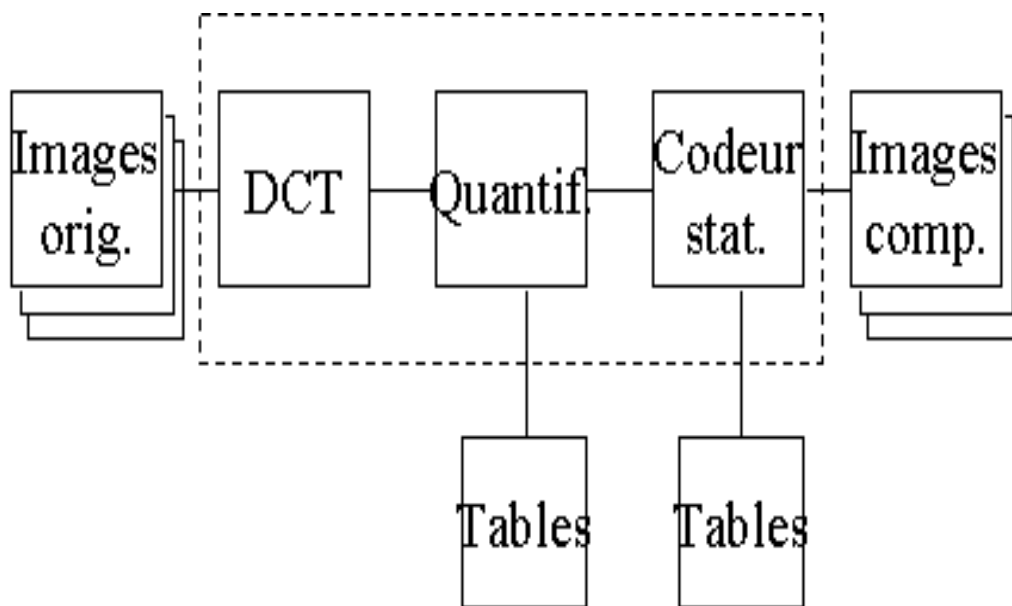 Images
orig.
DCT
Quantif.
Codeur
stat.
Images
comp.
Tables
Tables